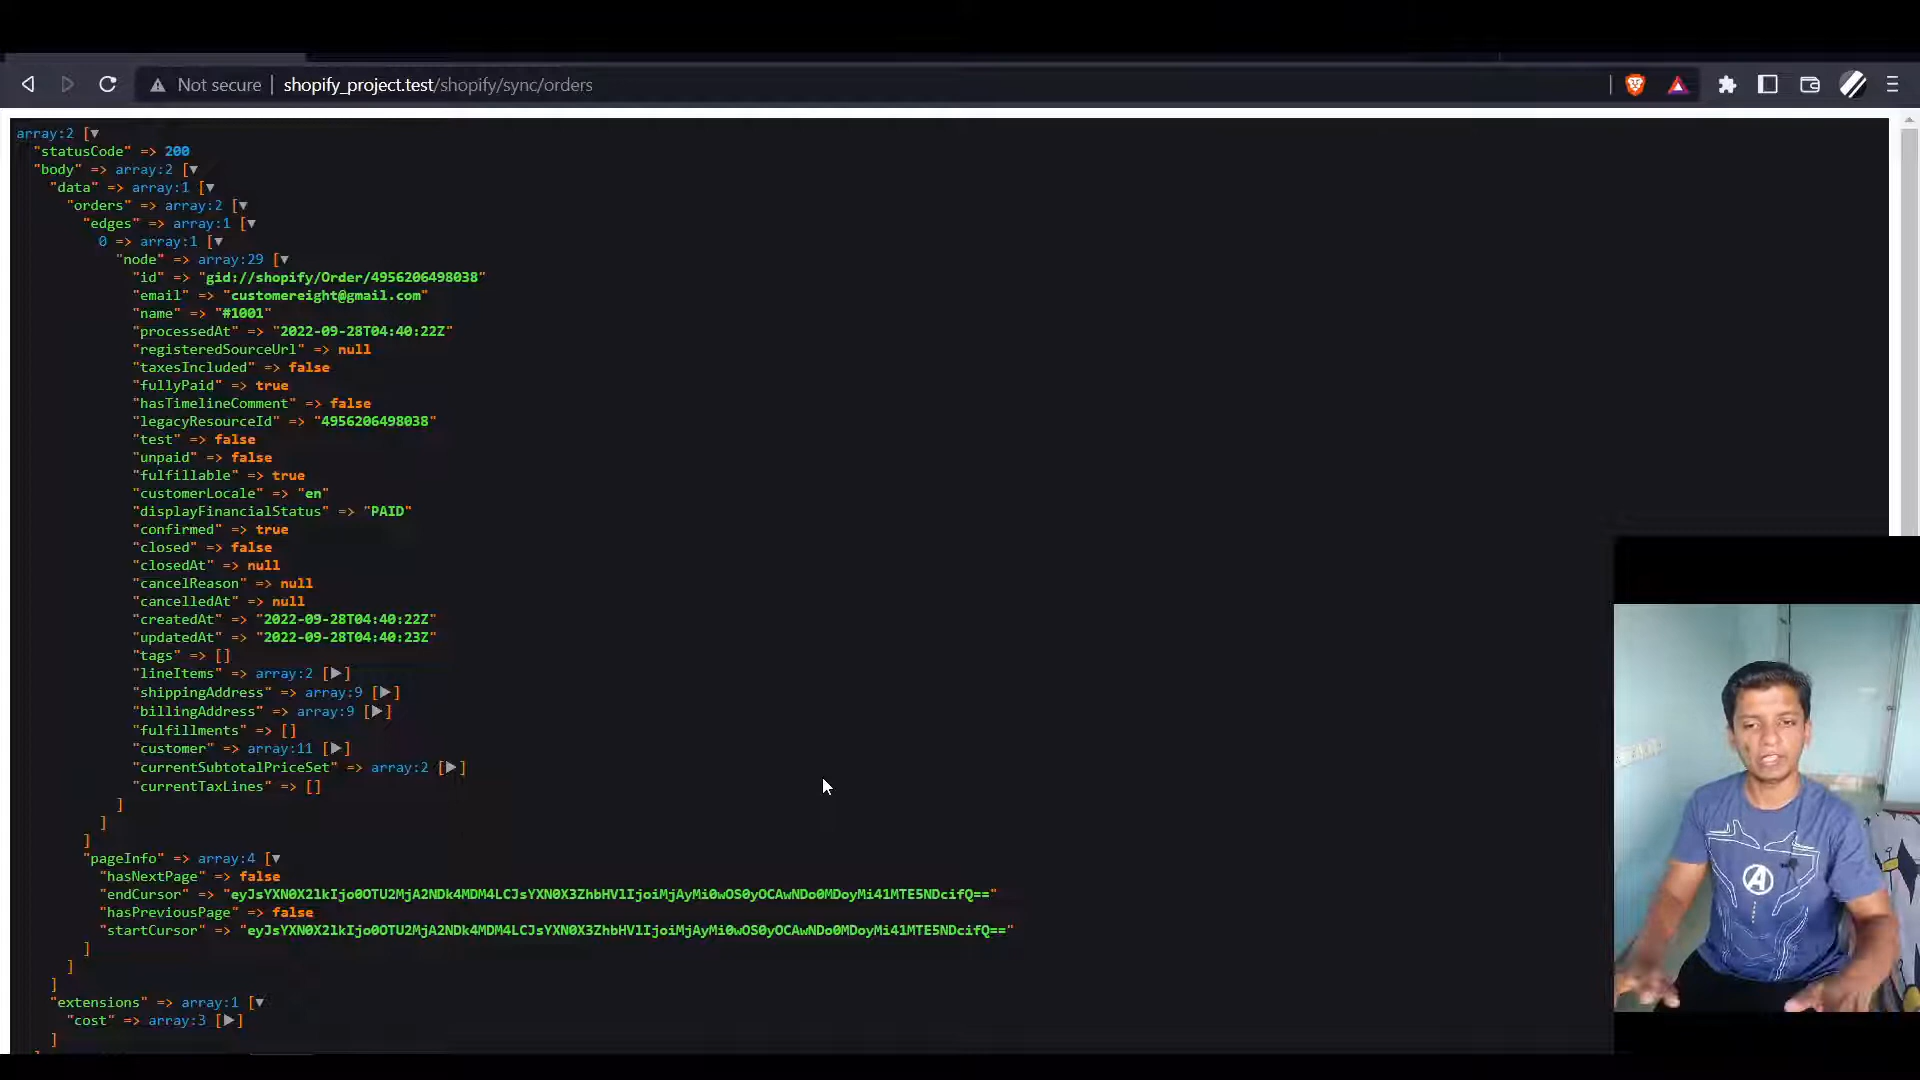 Not secure | shopify_project.test/shopify/sync/orders
array:2 [▼
"statusCode" => 200
"body" => array:2 [▼
"data" => array:1 [▼
"orders" => array:2 [▼
"edges" => array:1 [▼
0 => array:1 [▼
"node" => array:29 [▼
"id" => "gid://shopify/Order/4956206498038"
"email" => "customereight@gmail.com"
"name" => "#1001"
"processedAt" => "2022-09-28T04:40:22Z"
"registeredSourceUrl" => null
"taxesIncluded" => false
"fullyPaid" => true
"hasTimelineComment" => false
"legacyResourceId" => "4956206498038"
"test" => false
"unpaid" => false
"fulfillable" => true
"customerLocale" => "en"
"displayFinancialStatus" => "PAID"
"confirmed" => true
"closed" => false
"closedAt" => null
"cancelReason" => null
"cancelledAt" => null
"createdAt" => "2022-09-28T04:40:22Z"
"updatedAt" => "2022-09-28T04:40:23Z"
"tags" => []
"lineItems" => array:2 [▶]
"shippingAddress" => array:9 [▶]
"billingAddress" => array:9 [▶]
"fulfillments" => []
"customer" => array:11 [▶]
"currentSubtotalPriceSet" => array:2 [▶]
"currentTaxLines" => []
]
]
]
"pageInfo" => array:4 [▼
"hasNextPage" => false
"endCursor" => "eyJsYXN0X2lkIjo0OTU2MjA2NDk4MDM4LCJsYXN0X3ZhbHVlIjoiMjAyMi0wOS0yOCAwNDo0MDoyMi41MTE5NDcifQ=="
"hasPreviousPage" => false
"startCursor" => "eyJsYXN0X2lkIjo0OTU2MjA2NDk4MDM4LCJsYXN0X3ZhbHVlIjoiMjAyMi0wOS0yOCAwNDo0MDoyMi41MTE5NDcifQ=="
]
]
]
"extensions" => array:1 [▼
"cost" => array:3 [▶]
]